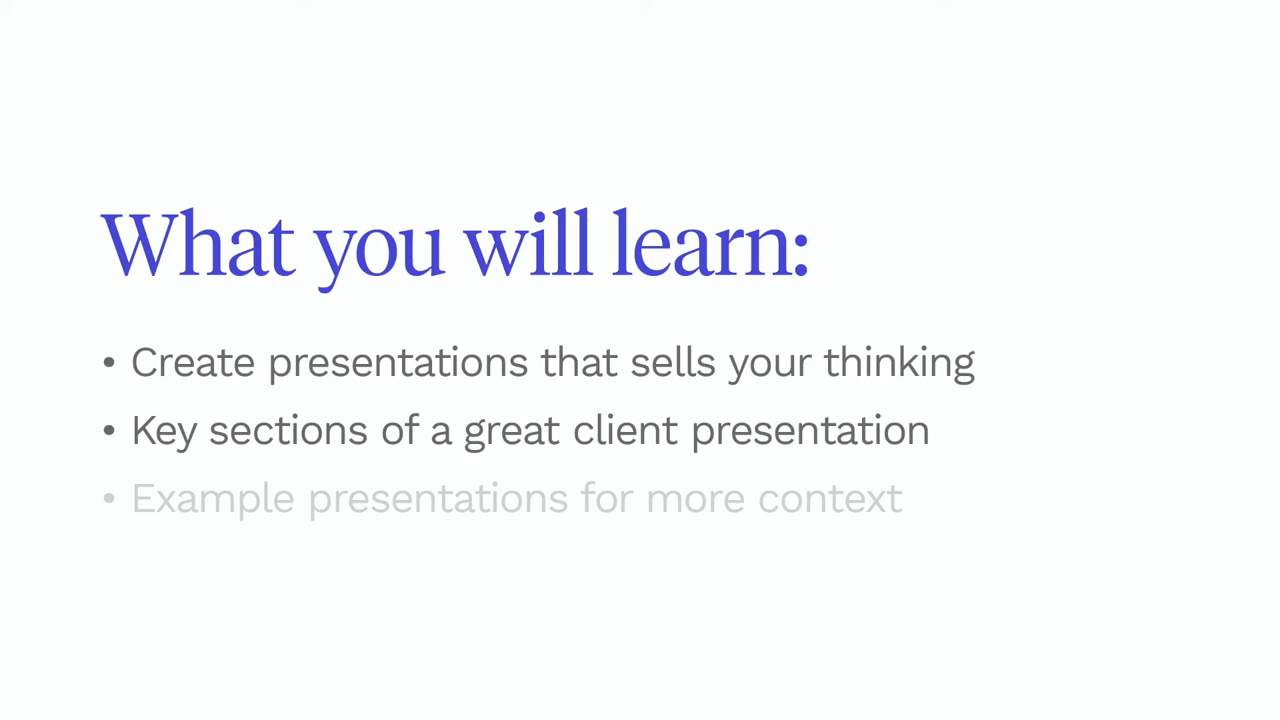 What you will learn:
• Create presentations that sells your thinking
• Key sections of a great client presentation
• Example presentations for more context